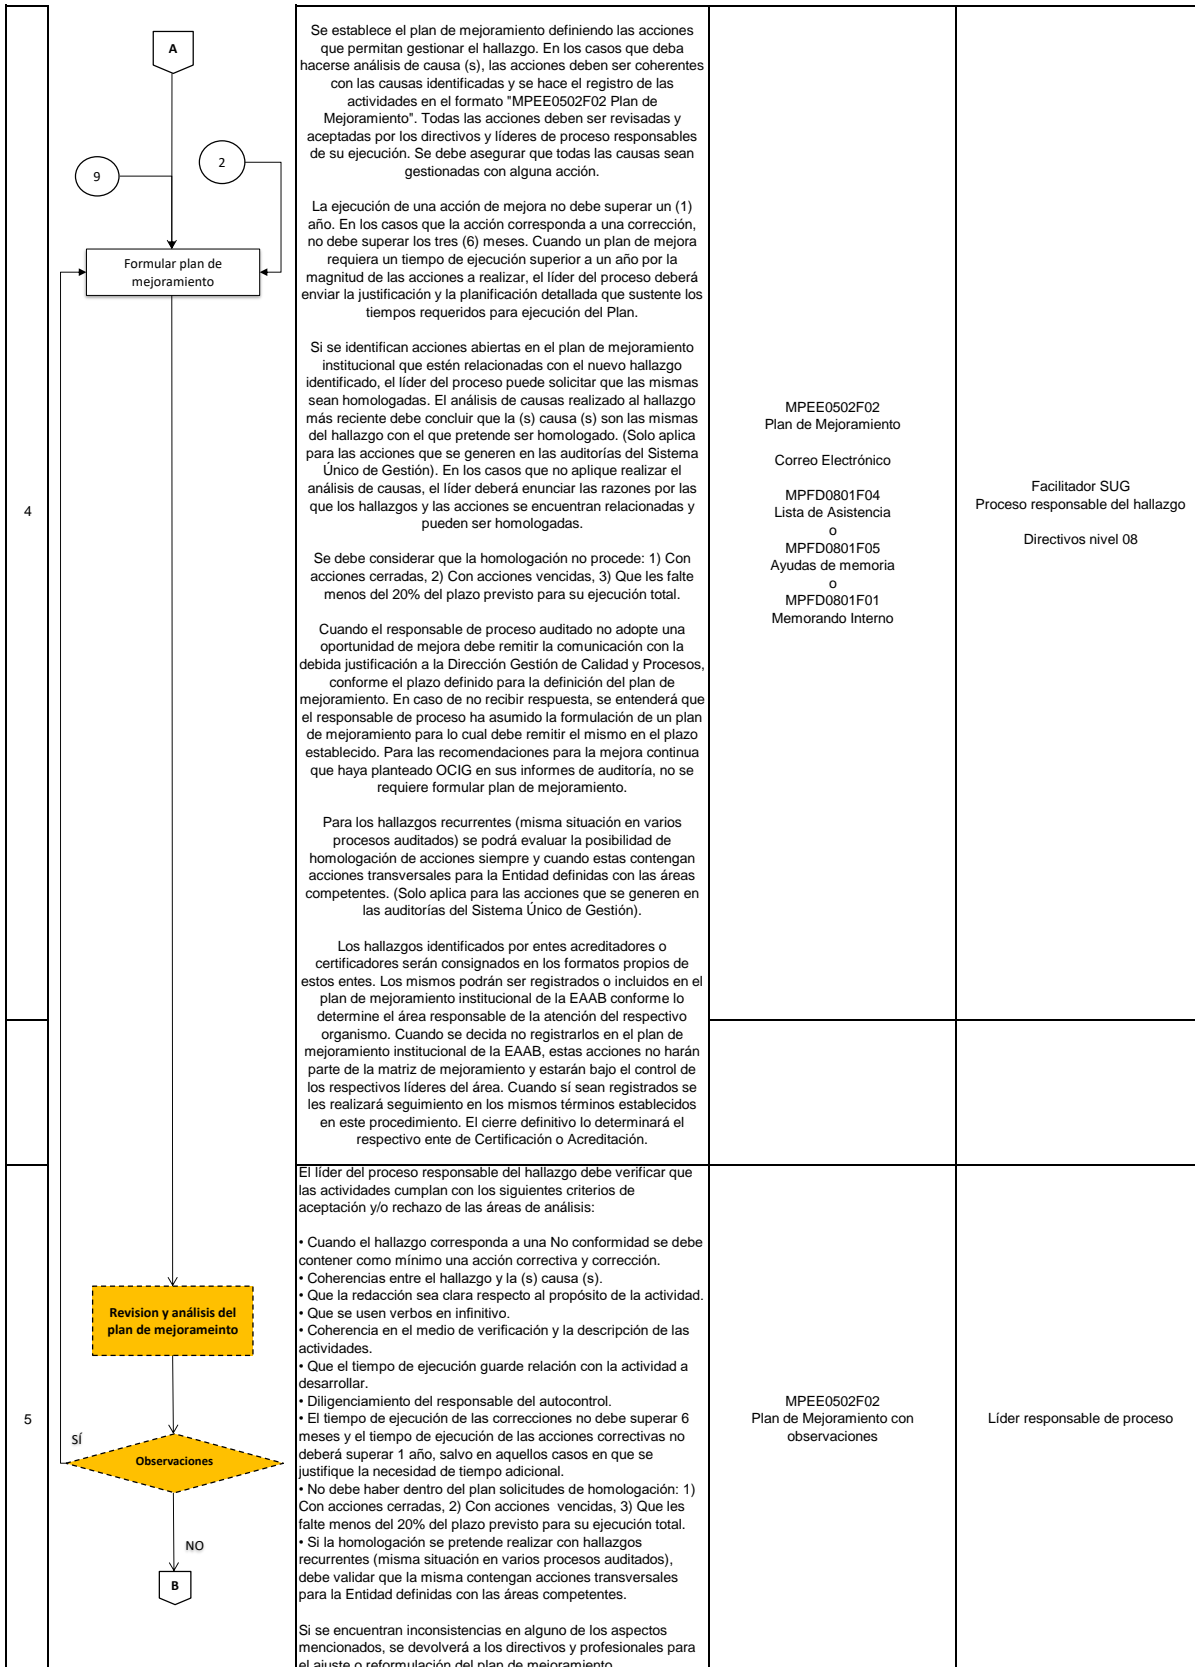 A
9
2
Formular plan de
mejoramiento
4
Se establece el plan de mejoramiento definiendo las acciones
que permitan gestionar el hallazgo. En los casos que deba
hacerse análisis de causa (s), las acciones deben ser coherentes
con las causas identificadas y se hace el registro de las
actividades en el formato "MPEE0502F02 Plan de
Mejoramiento". Todas las acciones deben ser revisadas y
aceptadas por los directivos y líderes de proceso responsables
de su ejecución. Se debe asegurar que todas las causas sean
gestionadas con alguna acción.
La ejecución de una acción de mejora no debe superar un (1)
año. En los casos que la acción corresponda a una corrección,
no debe superar los tres (6) meses. Cuando un plan de mejora
requiera un tiempo de ejecución superior a un año por la
magnitud de las acciones a realizar, el líder del proceso deberá
enviar la justificación y la planificación detallada que sustente los
tiempos requeridos para ejecución del Plan.
Si se identifican acciones abiertas en el plan de mejoramiento
institucional que estén relacionadas con el nuevo hallazgo
identificado, el líder del proceso puede solicitar que las mismas
sean homologadas. El análisis de causas realizado al hallazgo
más reciente debe concluir que la (s) causa (s) son las mismas
del hallazgo con el que pretende ser homologado. (Solo aplica
para las acciones que se generen en las auditorías del Sistema
Único de Gestión). En los casos que no aplique realizar el
análisis de causas, el líder deberá enunciar las razones por las
que los hallazgos y las acciones se encuentran relacionadas y
pueden ser homologadas.
Se debe considerar que la homologación no procede: 1) Con
acciones cerradas, 2) Con acciones vencidas, 3) Que les falte
menos del 20% del plazo previsto para su ejecución total.
Cuando el responsable de proceso auditado no adopte una
oportunidad de mejora debe remitir la comunicación con la
debida justificación a la Dirección Gestión de Calidad y Procesos,
conforme el plazo definido para la definición del plan de
mejoramiento. En caso de no recibir respuesta, se entenderá que
el responsable de proceso ha asumido la formulación de un plan
de mejoramiento para lo cual debe remitir el mismo en el plazo
establecido. Para las recomendaciones para la mejora continua
que haya planteado OCIG en sus informes de auditoría, no se
requiere formular plan de mejoramiento.
Para los hallazgos recurrentes (misma situación en varios
procesos auditados) se podrá evaluar la posibilidad de
homologación de acciones siempre y cuando estas contengan
acciones transversales para la Entidad definidas con las áreas
competentes. (Solo aplica para las acciones que se generen en
las auditorías del Sistema Único de Gestión).
Los hallazgos identificados por entes acreditadores o
certificadores serán consignados en los formatos propios de
estos entes. Los mismos podrán ser registrados o incluidos en el
plan de mejoramiento institucional de la EAAB conforme lo
determine el área responsable de la atención del respectivo
organismo. Cuando se decida no registrarlos en el plan de
mejoramiento institucional de la EAAB, estas acciones no harán
parte de la matriz de mejoramiento y estarán bajo el control de
los respectivos líderes del área. Cuando sí sean registrados se
les realizará seguimiento en los mismos términos establecidos
en este procedimiento. El cierre definitivo lo determinará el
respectivo ente de Certificación o Acreditación.
MPEE0502F02
Plan de Mejoramiento
Correo Electrónico
MPFD0801F04
Lista de Asistencia
o
MPFD0801F05
Ayudas de memoria
o
MPFD0801F01
Memorando Interno
Facilitador SUG
Proceso responsable del hallazgo
Directivos nivel 08
5
Revision y análisis del
plan de mejorameinto
SÍ
Observaciones
NO
B
El líder del proceso responsable del hallazgo debe verificar que
las actividades cumplan con los siguientes criterios de
aceptación y/o rechazo de las áreas de análisis:
• Cuando el hallazgo corresponda a una No conformidad se debe
contener como mínimo una acción correctiva y corrección.
• Coherencias entre el hallazgo y la (s) causa (s).
• Que la redacción sea clara respecto al propósito de la actividad.
• Que se usen verbos en infinitivo.
• Coherencia en el medio de verificación y la descripción de las
actividades.
• Que el tiempo de ejecución guarde relación con la actividad a
desarrollar.
• Diligenciamiento del responsable del autocontrol.
• El tiempo de ejecución de las correcciones no debe superar 6
meses y el tiempo de ejecución de las acciones correctivas no
deberá superar 1 año, salvo en aquellos casos en que se
justifique la necesidad de tiempo adicional.
• No debe haber dentro del plan solicitudes de homologación: 1)
Con acciones cerradas, 2) Con acciones vencidas, 3) Que les
falte menos del 20% del plazo previsto para su ejecución total.
• Si la homologación se pretende realizar con hallazgos
recurrentes (misma situación en varios procesos auditados),
debe validar que la misma contengan acciones transversales
para la Entidad definidas con las áreas competentes.
Si se encuentran inconsistencias en alguno de los aspectos
mencionados, se devolverá a los directivos y profesionales para
el ajuste o reformulación del plan de mejoramiento
MPEE0502F02
Plan de Mejoramiento con
observaciones
Líder responsable de proceso